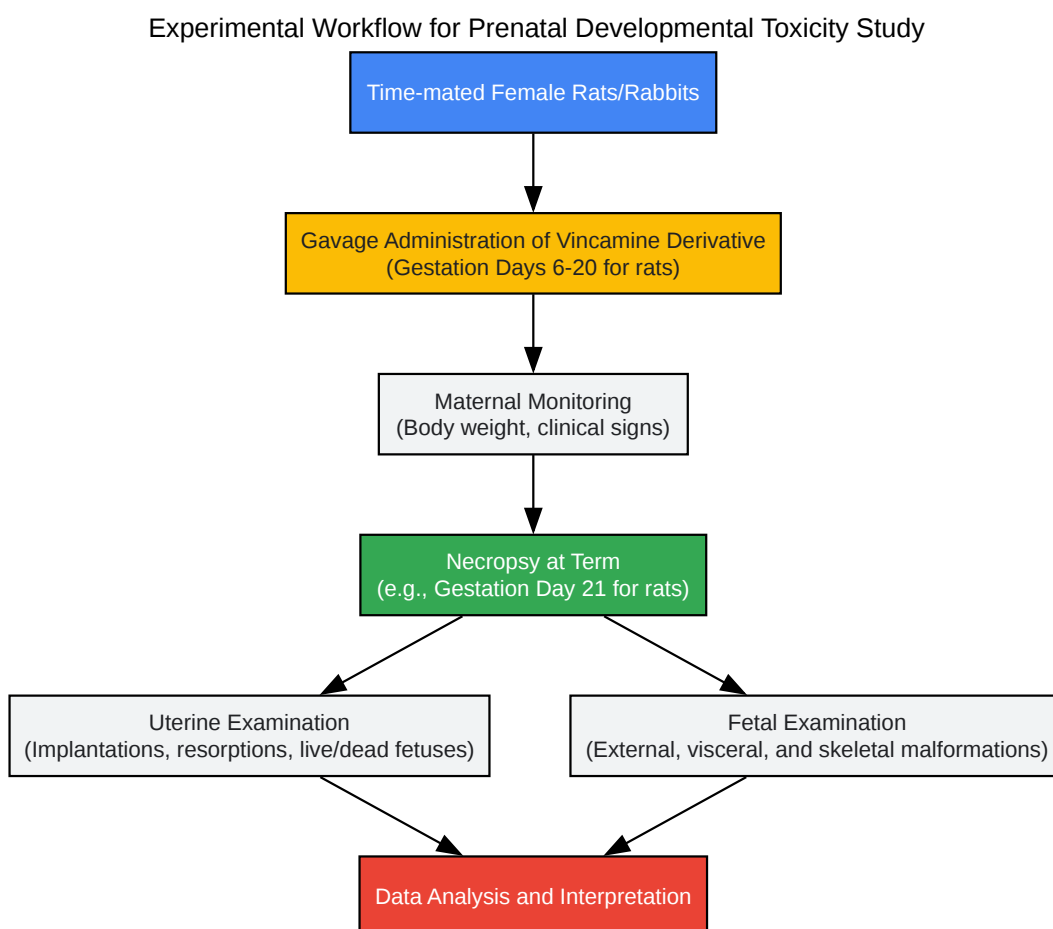 Experimental Workflow for Prenatal Developmental Toxicity Study
Time-mated Female Rats/Rabbits
Gavage Administration of Vincamine Derivative
(Gestation Days 6-20 for rats)
Maternal Monitoring
(Body weight, clinical signs)
Necropsy at Term
(e.g., Gestation Day 21 for rats)
Uterine Examination
(Implantations, resorptions, live/dead fetuses)
Fetal Examination
(External, visceral, and skeletal malformations)
Data Analysis and Interpretation